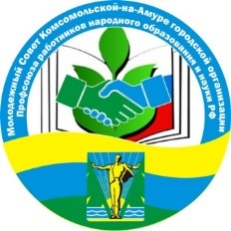 Молодежный Совет Комсомольской-на-Амуре городской организации
Профсоюза работников народного образования и науки РФ